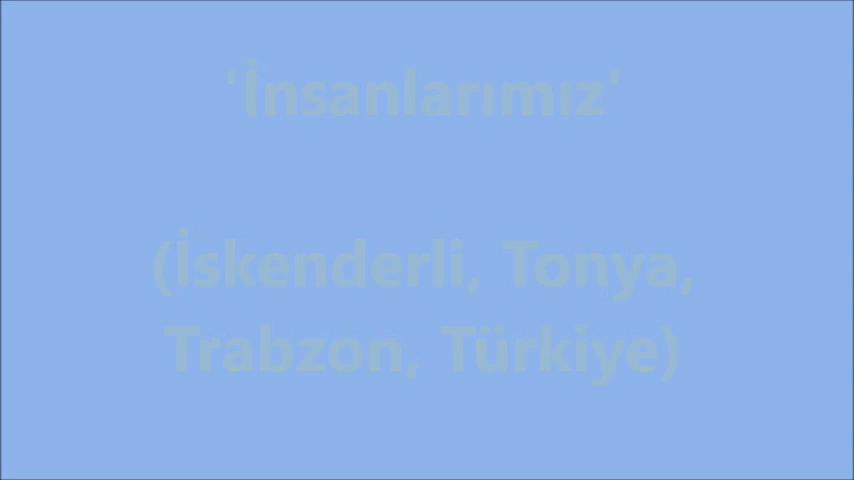 'İnsanlarımız'
(İskenderli, Tonya,
Trabzon, Türkiye)